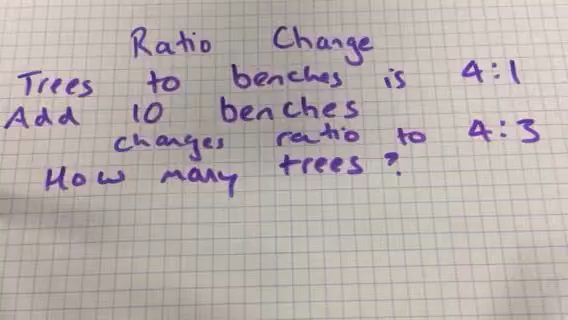 Ratio Change
Trees to benches is 4:1
Add 10 benches
changes ratio to 4:3
How many trees?